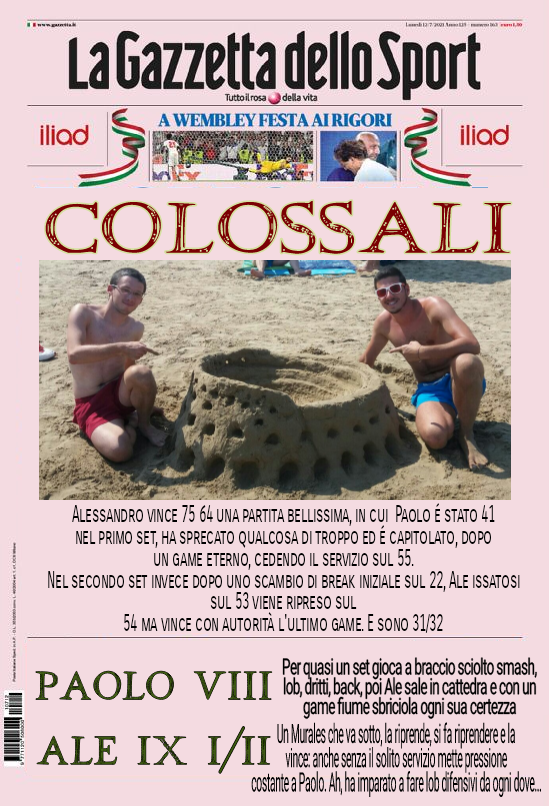 www.gazzetta.it
Lunedì 12/7/2021 Anno 125 - numero 163 euro 1,50
La Gazzetta dello Sport
Tutto il rosa della vita
A WEMBLEY FESTA AI RIGORI
iliad
iliad
COLOSSALI
ALESSANDRO VINCE 75 64 UNA PARTITA BELLISSIMA, IN CUI PAOLO É STATO 41
NEL PRIMO SET, HA SPRECATO QUALCOSA DI TROPPO ED É CAPITOLATO, DOPO
UN GAME ETERNO, CEDENDO IL SERVIZIO SUL 55.
NEL SECONDO SET INVECE DOPO UNO SCAMBIO DI BREAK INIZIALE SUL 22, ALE ISSATOSI
SUL 53 VIENE RIPRESO SUL
54 MA VINCE CON AUTORITÀ L'ULTIMO GAME. E SONO 31/32
PAOLO VIII
Per quasi un set gioca a braccio sciolto smash,
lob, dritti, back, poi Ale sale in cattedra e con un
game fiume sbriciola ogni sua certezza
ALE IX I/II
Un Murales che va sotto, la riprende, si fa riprendere e la
vince: anche senza il solito servizio mette pressione
costante a Paolo. Ah, ha imparato a fare lob difensivi da ogni dove...